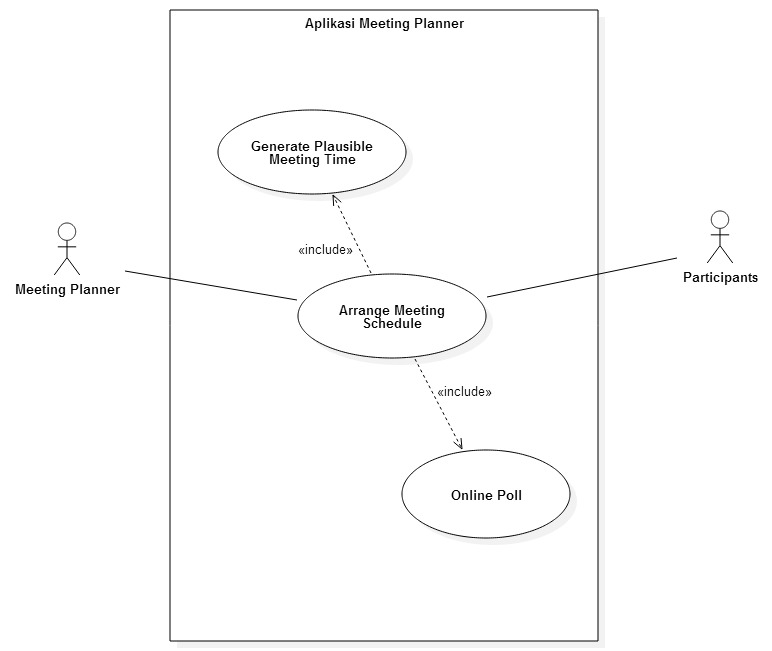 Aplikasi Meeting Planner
Generate Plausible
Meeting Time
«include»
Meeting Planner
Participants
Arrange Meeting
Schedule
«include»
Online Poll